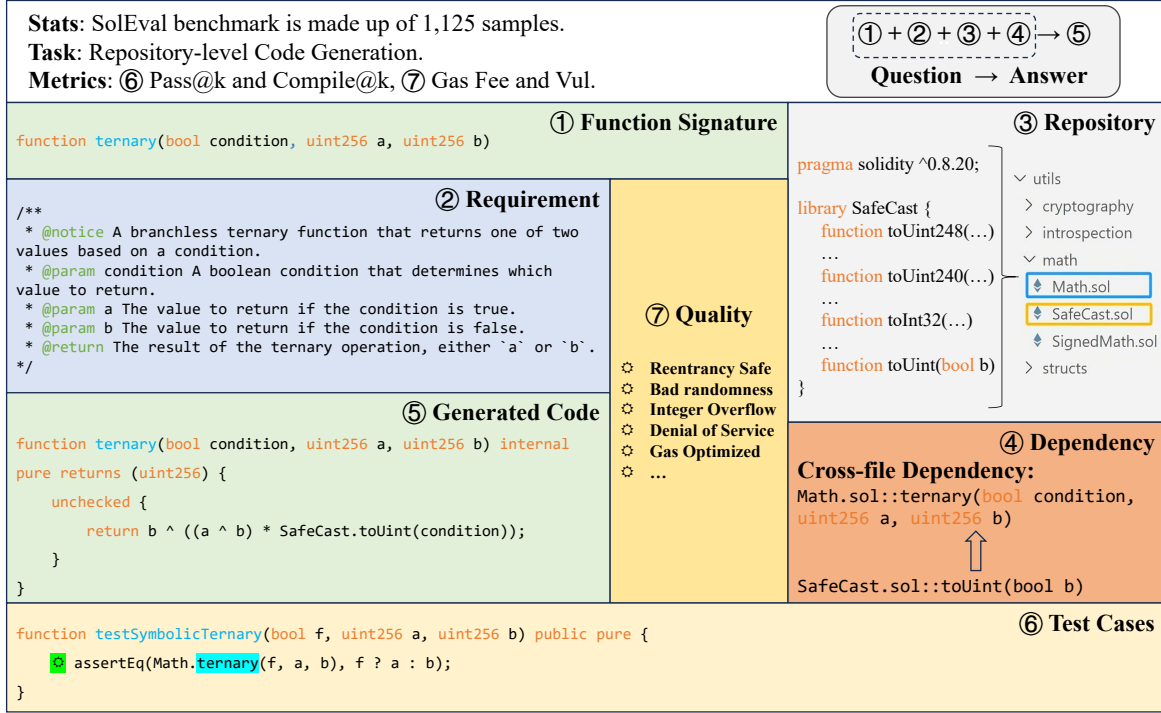 Stats: SolEval benchmark is made up of 1,125 samples.
Task: Repository-level Code Generation.
Metrics: ⑥ Pass@k and Compile@k, ⑦ Gas Fee and Vul.
① + ② + ③ + ④ → ⑤
Question → Answer
① Function Signature
function ternary(bool condition, uint256 a, uint256 b)
② Requirement
/**
 * @notice A branchless ternary function that returns one of two
values based on a condition.
 * @param condition A boolean condition that determines which
value to return.
 * @param a The value to return if the condition is true.
 * @param b The value to return if the condition is false.
 * @return The result of the ternary operation, either `a` or `b`.
*/
③ Repository
pragma solidity ^0.8.20;
library SafeCast {
function toUint248(…)
…
function toUint240(…)
…
function toInt32(…)
…
function toUint(bool b)
}
utils
cryptography
introspection
math
Math.sol
SafeCast.sol
SignedMath.sol
structs
④ Dependency
Cross-file Dependency:
Math.sol::ternary(bool condition,
uint256 a, uint256 b)
SafeCast.sol::toUint(bool b)
⑤ Generated Code
function ternary(bool condition, uint256 a, uint256 b) internal
pure returns (uint256) {
unchecked {
return b ^ ((a ^ b) * SafeCast.toUint(condition));
}
}
⑦ Quality
Reentrancy Safe
Bad randomness
Integer Overflow
Denial of Service
Gas Optimized
…
⑥ Test Cases
function testSymbolicTernary(bool f, uint256 a, uint256 b) public pure {
assertEq(Math.ternary(f, a, b), f ? a : b);
}